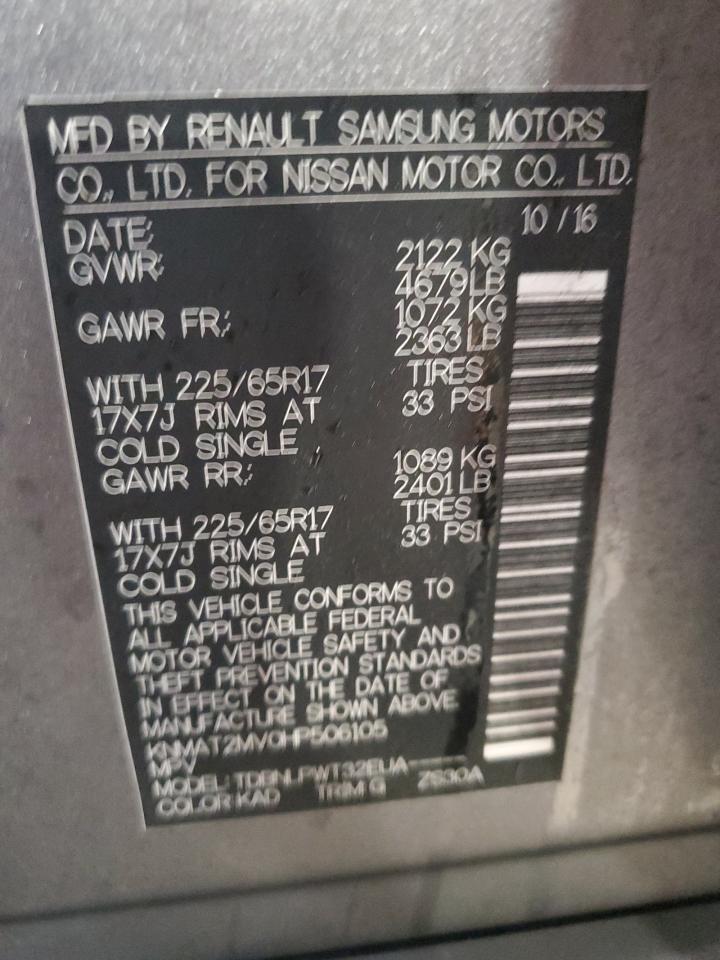 MFD BY RENAULT SAMSUNG MOTORS
CO., LTD. FOR NISSAN MOTOR CO., LTD.
DATE: 10 / 16
GVWR: 2122 KG
4679 LB
GAWR FR: 1072 KG
2363 LB
WITH 225/65R17 TIRES
17X7J RIMS AT 33 PSI
COLD SINGLE
GAWR RR: 1089 KG
2401 LB
WITH 225/65R17 TIRES
17X7J RIMS AT 33 PSI
COLD SINGLE
THIS VEHICLE CONFORMS TO
ALL APPLICABLE FEDERAL
MOTOR VEHICLE SAFETY AND
THEFT PREVENTION STANDARDS
IN EFFECT ON THE DATE OF
MANUFACTURE SHOWN ABOVE.
KNMAT2MV0HP506105
MPV
MODEL: ZS30A
COLOR: KAD TRIM: G